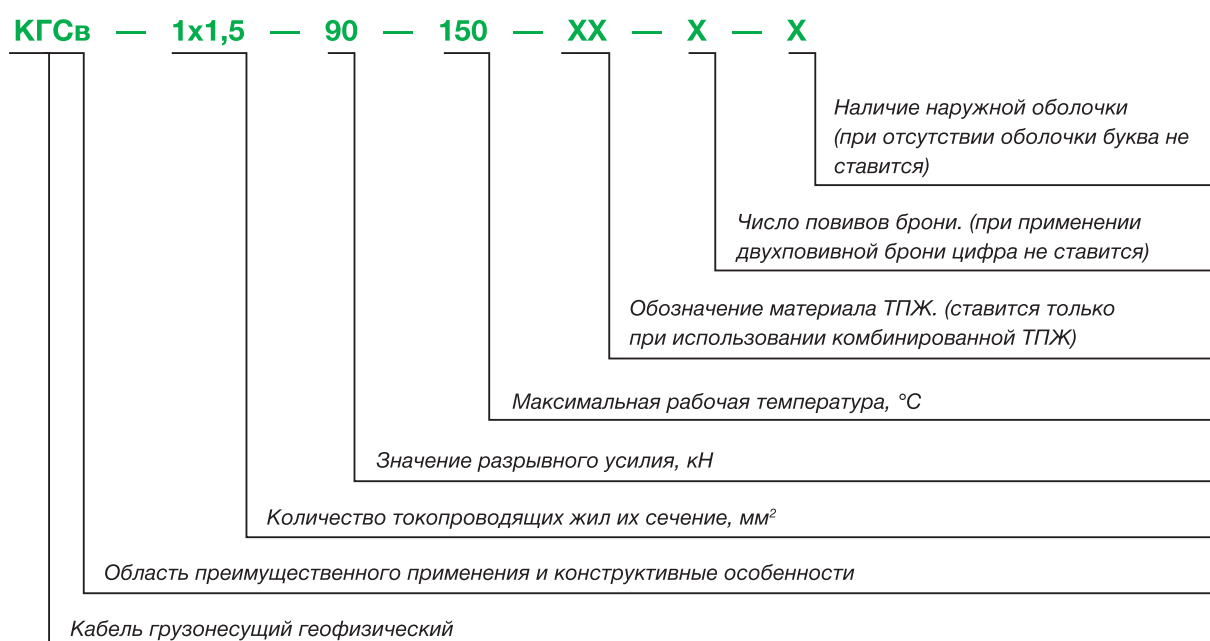 КГСв — 1х1,5 — 90 — 150 — ХХ — Х — Х
Наличие наружной оболочки
(при отсутствии оболочки буква не
ставится)
Число повивов брони. (при применении
двухповивной брони цифра не ставится)
Обозначение материала ТПЖ. (ставится только
при использовании комбинированной ТПЖ)
Максимальная рабочая температура, °С
Значение разрывного усилия, кН
Количество токопроводящих жил их сечение, мм²
Область преимущественного применения и конструктивные особенности
Кабель грузонесущий геофизический